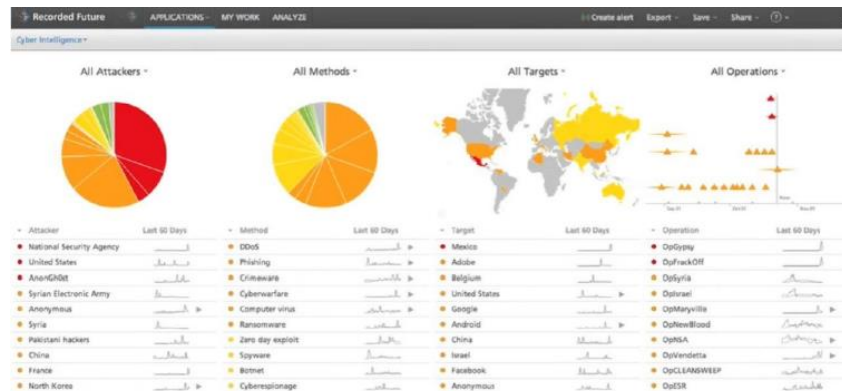 Recorded Future APPLICATIONS MY WORK ANALYZE Create alert Export Save Share ?
Cyber Intelligence
All Attackers All Methods All Targets All Operations
Attacker Last 60 Days Method Last 60 Days Target Last 60 Days Operation Last 60 Days
National Security Agency DDoS Mexico OpGypsy
United States Phishing Adobe OpFrackOff
AnonGh0st Crimeware Belgium OpSyria
Syrian Electronic Army Cyberwarfare United States OpIsrael
Anonymous Computer virus Google OpMaryville
Syria Ransomware Android OpNewBlood
Pakistani hackers Zero day exploit China OpNSA
China Spyware Israel OpVendetta
France Botnet Facebook OpCLEANSWEEP
North Korea Cyberespionage Anonymous OpESR